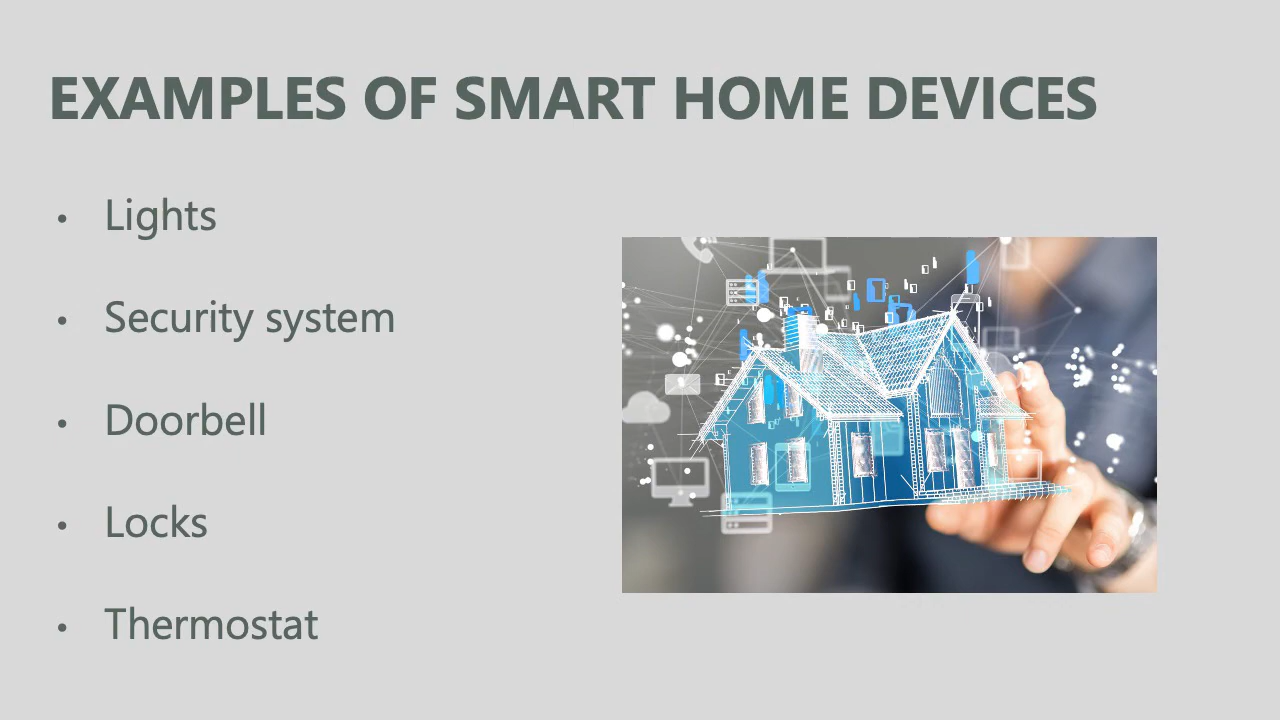 EXAMPLES OF SMART HOME DEVICES
• Lights
• Security system
• Doorbell
• Locks
• Thermostat